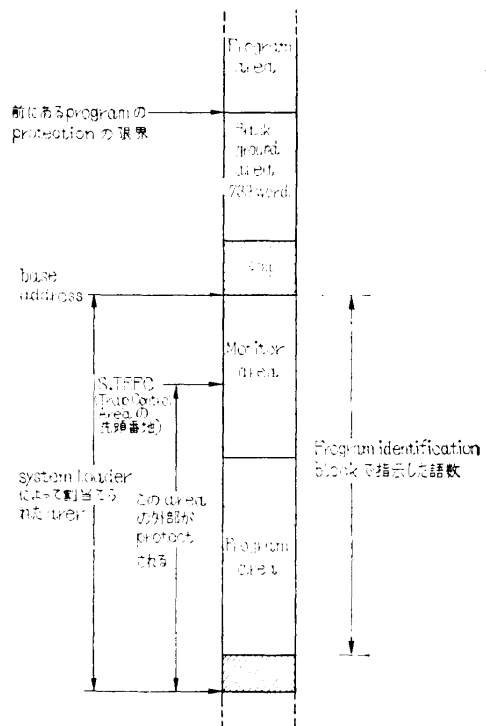 Program
area
前にあるprogramの
protectionの限界
Back
ground
area
word
base
address
Monitor
area
S.TFFC
(Trap Control
Areaの
先頭番地)
Program identification
blockで指示した語数
system loader
によって割当てら
れたarea
このarea
の外部が
protect
される
Program
area